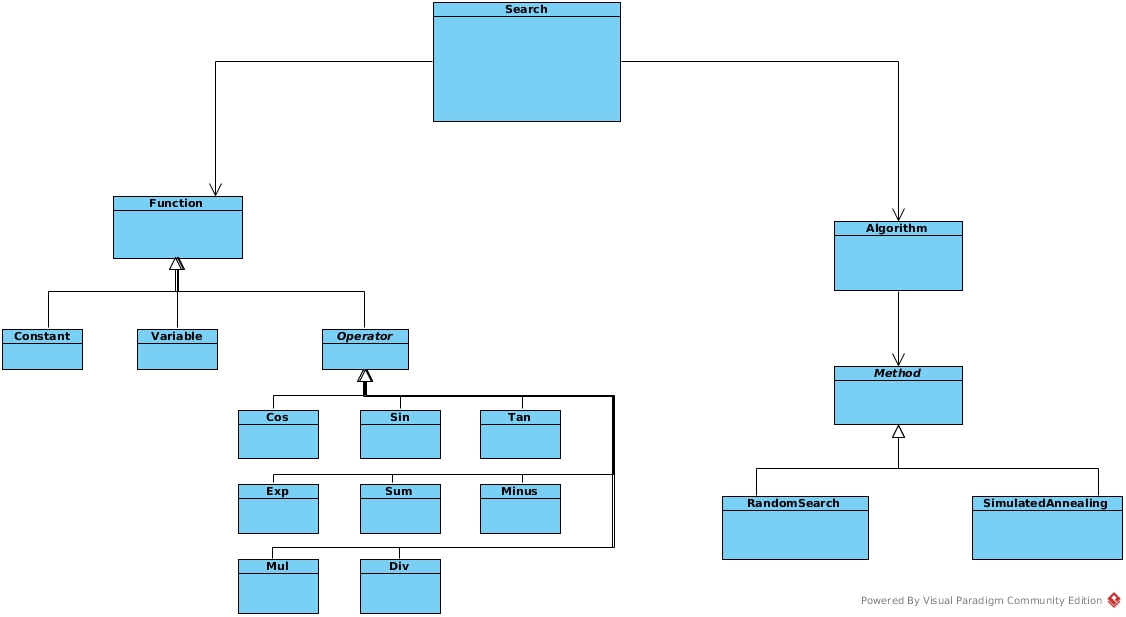 Search
Function
Algorithm
Constant
Variable
Operator
Method
Cos
Sin
Tan
Exp
Sum
Minus
RandomSearch
SimulatedAnnealing
Mul
Div
Powered By Visual Paradigm Community Edition